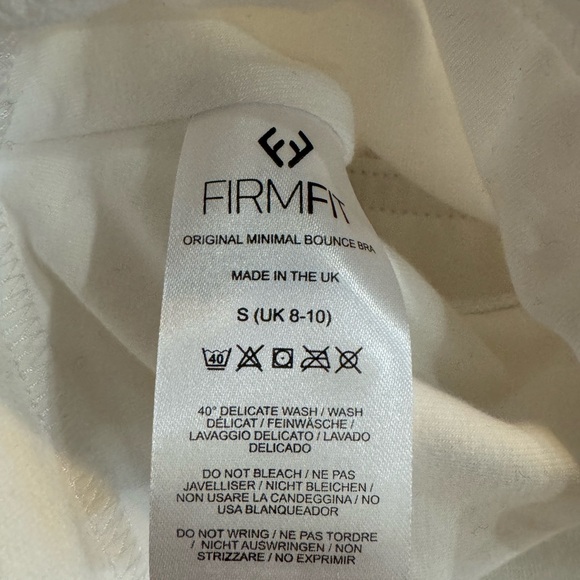 FIRMFIT
ORIGINAL MINIMAL BOUNCE BRA
MADE IN THE UK
S (UK 8-10)
40
40° DELICATE WASH / WASH
DÉLICAT / FEINWÄSCHE /
LAVAGGIO DELICATO / LAVADO
DELICADO
DO NOT BLEACH / NE PAS
JAVELLISER / NICHT BLEICHEN /
NON USARE LA CANDEGGINA / NO
USA BLANQUEADOR
DO NOT WRING / NE PAS TORDRE
/ NICHT AUSWRINGEN / NON
STRIZZARE / NO EXPRIMIR